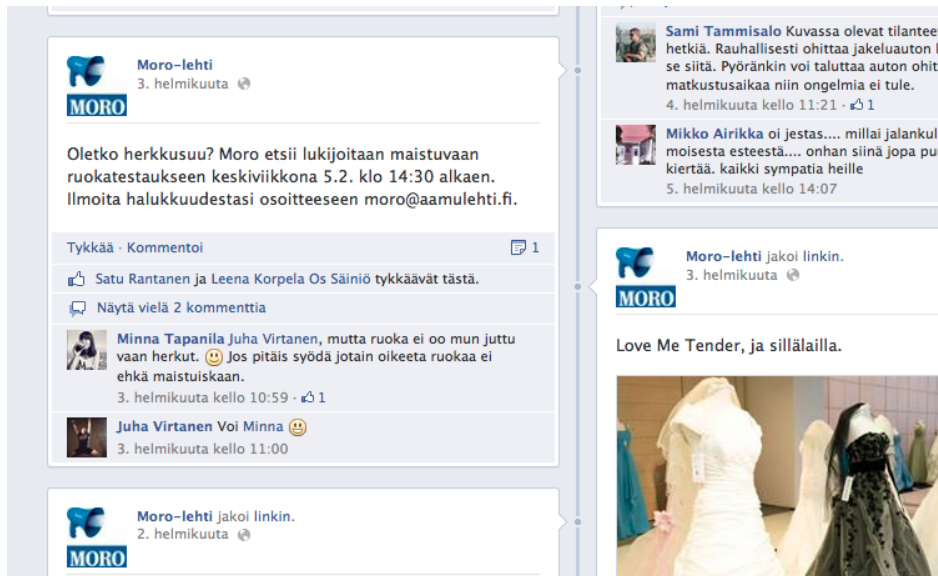 MORO
Moro-lehti
3. helmikuuta
Oletko herkkusuu? Moro etsii lukijoitaan maistuvaan
ruokatestaukseen keskiviikkona 5.2. klo 14:30 alkaen.
Ilmoita halukkuudestasi osoitteeseen moro@aamulehti.fi.
Tykkää · Kommentoi 1
Satu Rantanen ja Leena Korpela Os Säiniö tykkäävät tästä.
Näytä vielä 2 kommenttia
Minna Tapanila Juha Virtanen, mutta ruoka ei oo mun juttu
vaan herkut. Jos pitäis syödä jotain oikeeta ruokaa ei
ehkä maistuiskaan.
3. helmikuuta kello 10:59 · 1
Juha Virtanen Voi Minna
3. helmikuuta kello 11:00
MORO
Moro-lehti jakoi linkin.
2. helmikuuta
Sami Tammisalo Kuvassa olevat tilantee
hetkiä. Rauhallisesti ohittaa jakeluauton
se siitä. Pyöränkin voi taluttaa auton ohit
matkustusaikaa niin ongelmia ei tule.
4. helmikuuta kello 11:21 · 1
Mikko Airikka oi jestas.... millai jalankul
moisesta esteestä.... onhan siinä jopa pu
kiertää. kaikki sympatia heille
5. helmikuuta kello 14:07
MORO
Moro-lehti jakoi linkin.
3. helmikuuta
Love Me Tender, ja sillälailla.